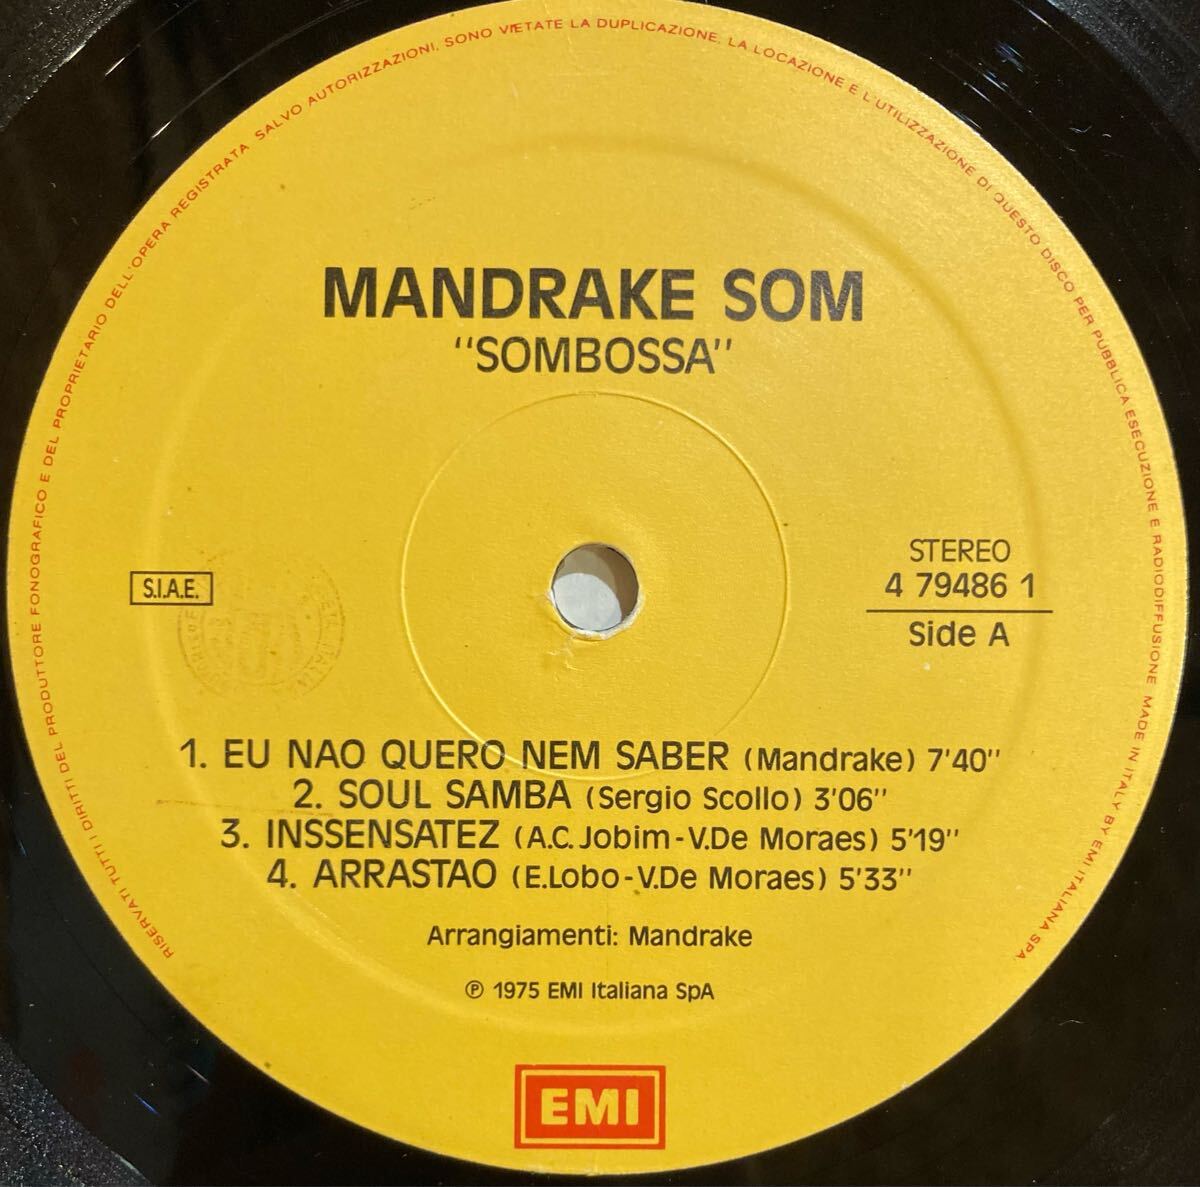 RISERVATI TUTTI I DIRITTI DEL PRODUTTORE FONOGRAFICO E DEL PROPRIETARIO DELL'OPERA REGISTRATA SALVO AUTORIZZAZIONI, SONO VIETATE LA DUPLICAZIONE, LA LOCAZIONE E L'UTILIZZAZIONE DI QUESTO DISCO PER PUBBLICA ESECUZIONE E RADIODIFFUSIONE MADE IN ITALY BY EMI ITALIANA SPA.
MANDRAKE SOM
"SOMBOSSA"
STEREO
4 79486 1
Side A
S.I.A.E.
1. EU NAO QUERO NEM SABER (Mandrake) 7'40"
2. SOUL SAMBA (Sergio Scollo) 3'06"
3. INSSENSATEZ (A.C. Jobim - V.De Moraes) 5'19"
4. ARRASTAO (E.Lobo - V.De Moraes) 5'33"
Arrangiamenti: Mandrake
℗ 1975 EMI Italiana SpA
EMI